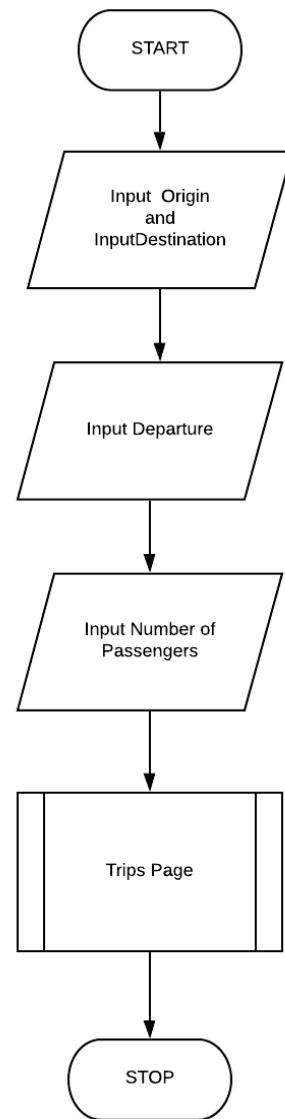 START
Input Origin
and
InputDestination
Input Departure
Input Number of
Passengers
Trips Page
STOP